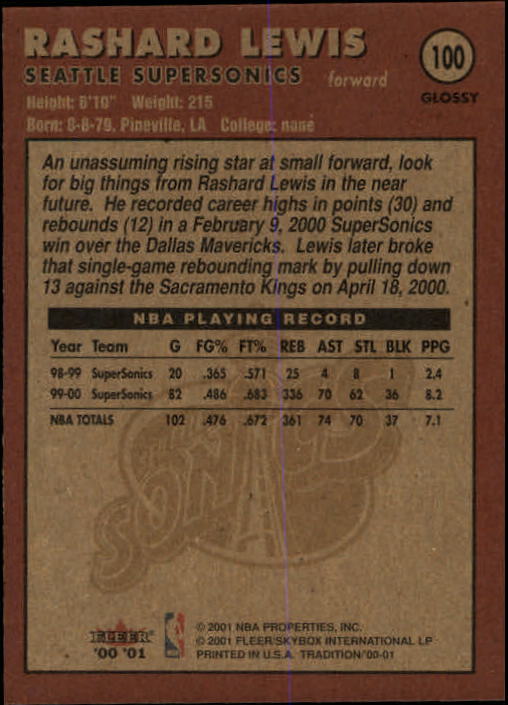 RASHARD LEWIS
100
SEATTLE SUPERSONICS forward
GLOSSY
Height: 6'10" Weight: 215
Born: 8-8-79, Pineville, LA College: none
An unassuming rising star at small forward, look
for big things from Rashard Lewis in the near
future. He recorded career highs in points (30) and
rebounds (12) in a February 9, 2000 SuperSonics
win over the Dallas Mavericks. Lewis later broke
that single-game rebounding mark by pulling down
13 against the Sacramento Kings on April 18, 2000.
NBA PLAYING RECORD
Year Team G FG% FT% REB AST STL BLK PPG
98-99 SuperSonics 20 .365 .571 25 4 8 1 2.4
99-00 SuperSonics 82 .486 .683 336 70 62 36 8.2
NBA TOTALS 102 .476 .672 361 74 70 37 7.1
SONICS
FLEER
'00 '01
© 2001 NBA PROPERTIES, INC.
© 2001 FLEER/SKYBOX INTERNATIONAL LP
PRINTED IN U.S.A. TRADITION/'00-01